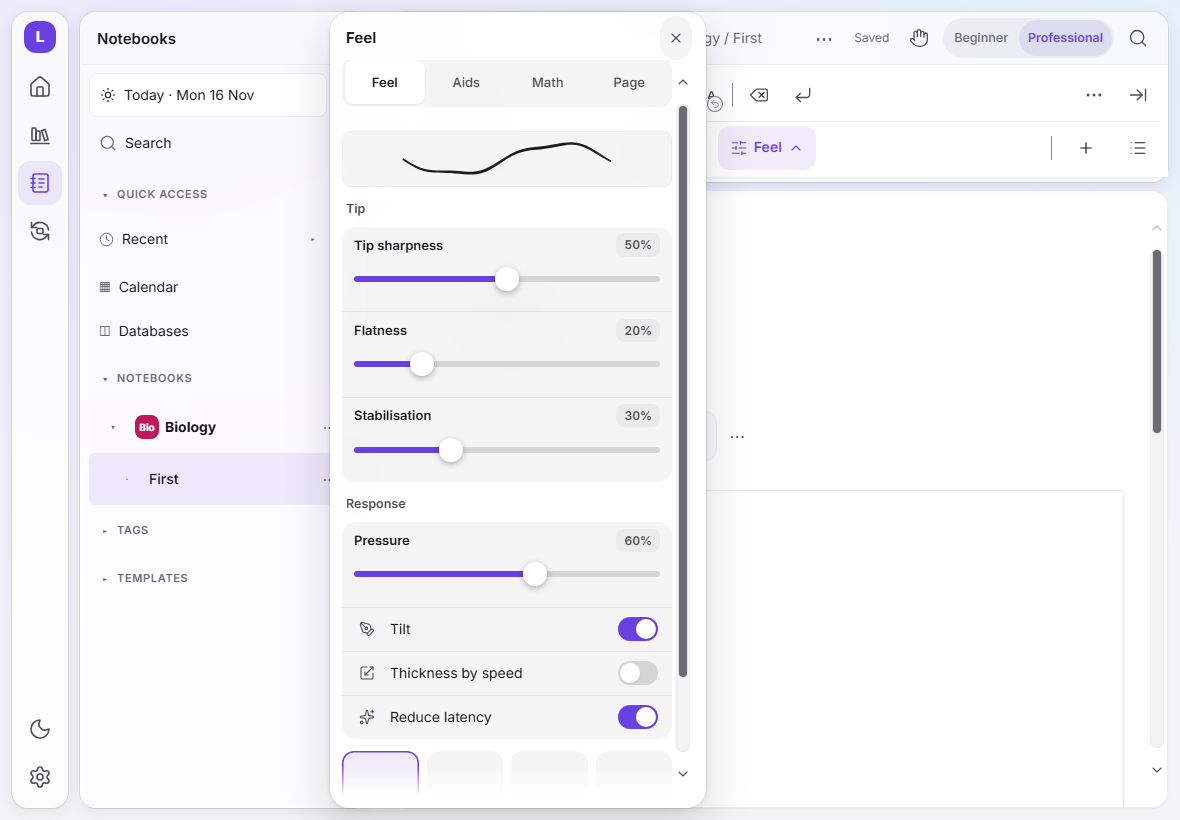 L
Notebooks
Today · Mon 16 Nov
Search
QUICK ACCESS
Recent
Calendar
Databases
NOTEBOOKS
Bio Biology
First
TAGS
TEMPLATES
Feel
Feel Aids Math Page
Tip
Tip sharpness 50%
Flatness 20%
Stabilisation 30%
Response
Pressure 60%
Tilt
Thickness by speed
Reduce latency
/ First
Saved
Beginner Professional
Feel